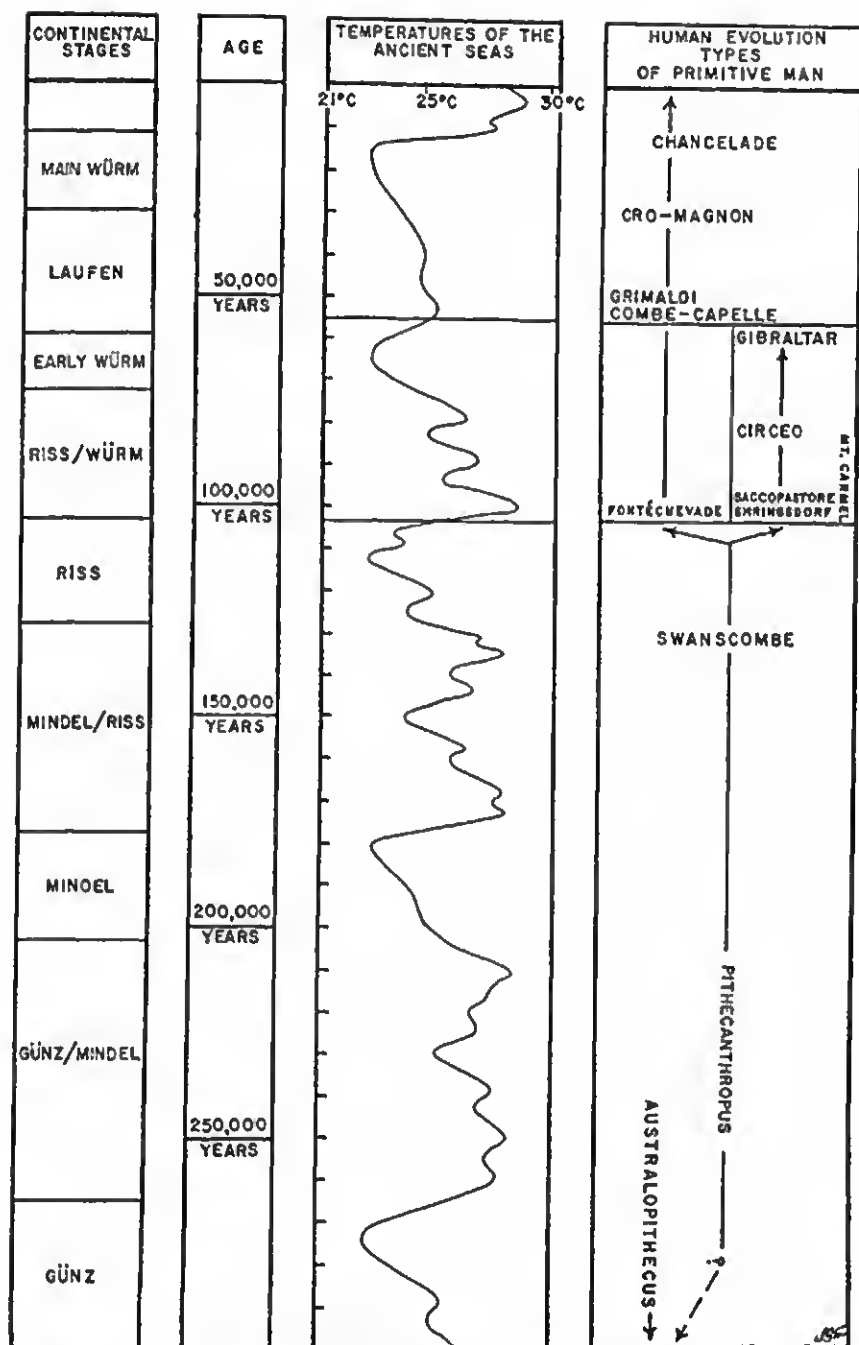 CONTINENTAL
STAGES
MAIN WÜRM
LAUFEN
EARLY WÜRM
RISS/WÜRM
RISS
MINDEL/RISS
MINDEL
GÜNZ/MINDEL
GÜNZ
AGE
50,000
YEARS
100,000
YEARS
150,000
YEARS
200,000
YEARS
250,000
YEARS
TEMPERATURES OF THE
ANCIENT SEAS
21°C 25°C 30°C
HUMAN EVOLUTION
TYPES
OF PRIMITIVE MAN
CHANCELADE
CRO-MAGNON
GRIMALDI
COMBE-CAPELLE
GIBRALTAR
CIRCEO
MT. CARMEL
FONTÉCHEVADE
SACCOPASTORE
EHRINGSDORF
SWANSCOMBE
PITHECANTHROPUS
AUSTRALOPITHECUS
?